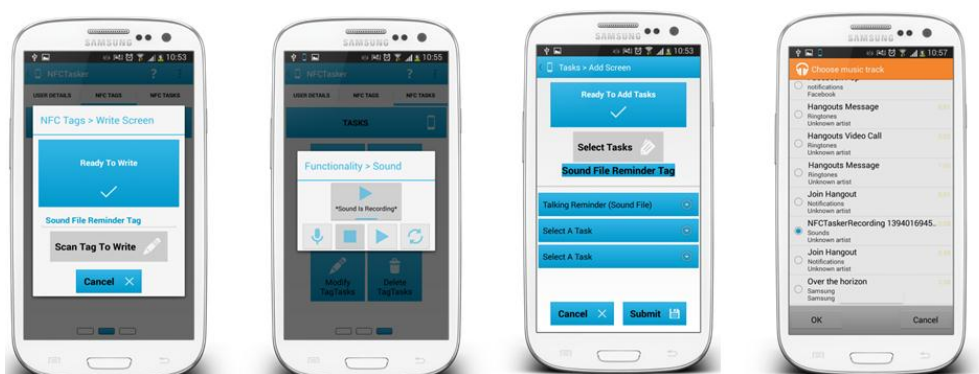 SAMSUNG
10:53
NFCTasker ?
USER DETAILS NFC TAGS NFC TASKS
NFC Tags > Write Screen
Ready To Write
Sound File Reminder Tag
Scan Tag To Write
Cancel
SAMSUNG
10:55
NFCTasker ?
USER DETAILS NFC TAGS NFC TASKS
TASKS
Functionality > Sound
*Sound Is Recording*
Modify
TagTasks
Delete
TagTasks
SAMSUNG
10:53
Tasks > Add Screen
Ready To Add Tasks
Select Tasks
Sound File Reminder Tag
Talking Reminder (Sound File)
Select A Task
Select A Task
Cancel
Submit
SAMSUNG
10:57
Choose music track
notifications
Facebook
Hangouts Message
Ringtones
Unknown artist
Hangouts Video Call
Ringtones
Unknown artist
Hangouts Message
Ringtones
Unknown artist
Join Hangout
Notifications
Unknown artist
NFCTaskerRecording 1394016945..
Sounds
Unknown artist
Join Hangout
Notifications
Unknown artist
Over the horizon
Samsung
Samsung
OK
Cancel